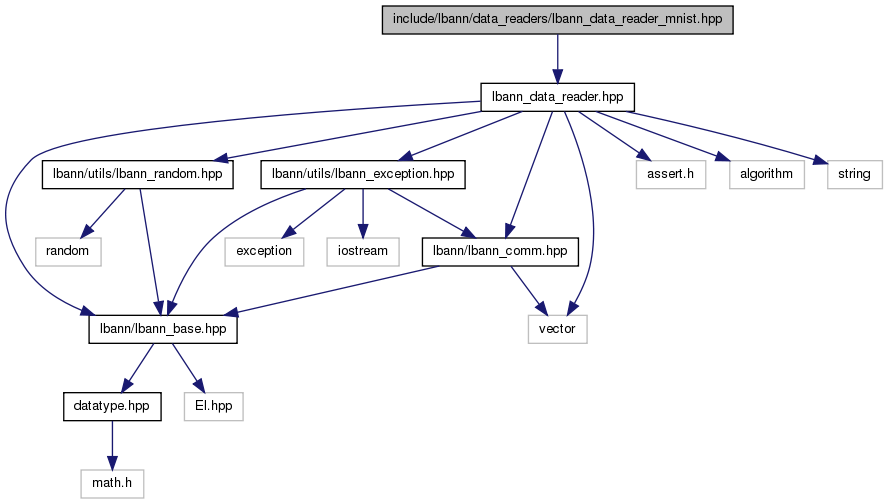 include/lbann/data_readers/lbann_data_reader_mnist.hpp
lbann_data_reader.hpp
lbann/utils/lbann_random.hpp
lbann/utils/lbann_exception.hpp
assert.h
algorithm
string
random
exception
iostream
lbann/lbann_comm.hpp
lbann/lbann_base.hpp
vector
datatype.hpp
El.hpp
math.h